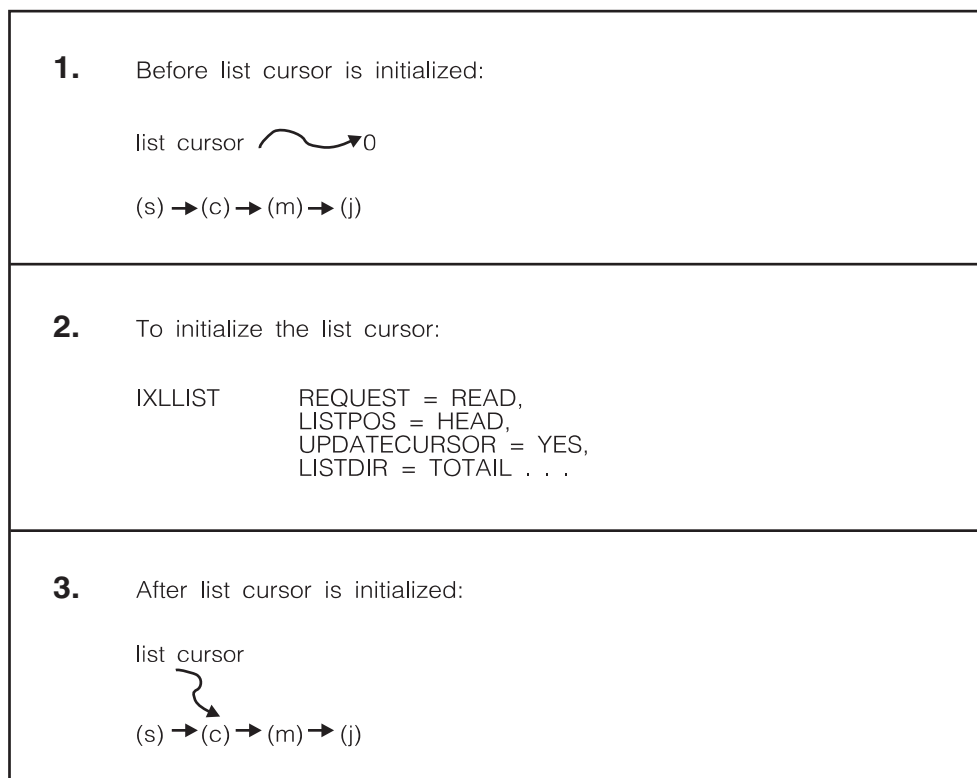 1. Before list cursor is initialized:
list cursor 0
(s) (c) (m) (j)
2. To initialize the list cursor:
IXLLIST REQUEST = READ,
LISTPOS = HEAD,
UPDATECURSOR = YES,
LISTDIR = TOTAIL . . .
3. After list cursor is initialized:
list cursor
(s) (c) (m) (j)